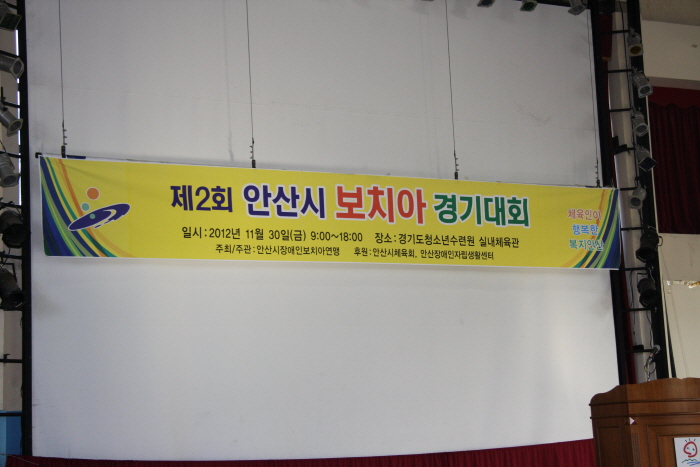 제2회 안산시 보치아 경기대회
일시 : 2012년 11월 30일(금) 9:00~18:00 장소 : 경기도청소년수련원 실내체육관
주최/주관 : 안산시장애인보치아연맹 후원 : 안산시체육회, 안산장애인자립생활센터
체육인이
행복한
복지안산